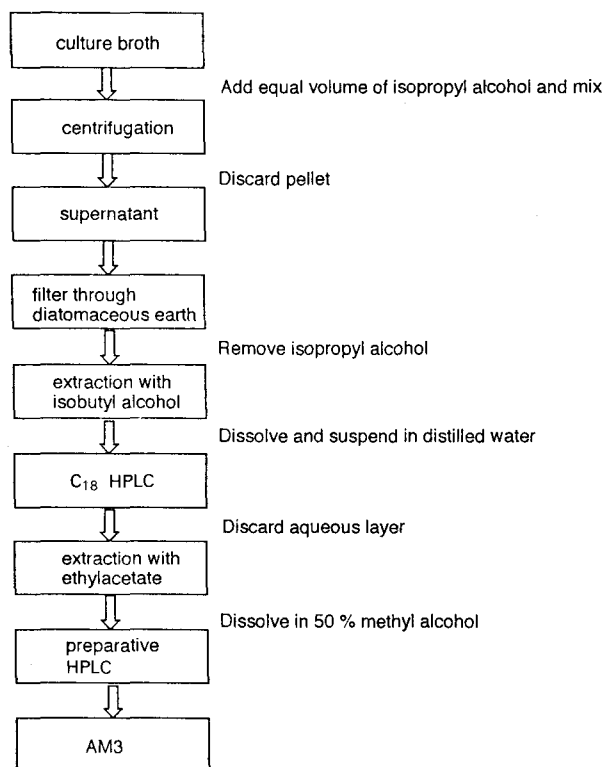 culture broth
Add equal volume of isopropyl alcohol and mix
centrifugation
Discard pellet
supernatant
filter through
diatomaceous earth
Remove isopropyl alcohol
extraction with
isobutyl alcohol
Dissolve and suspend in distilled water
C₁₈ HPLC
Discard aqueous layer
extraction with
ethylacetate
Dissolve in 50 % methyl alcohol
preparative
HPLC
AM3